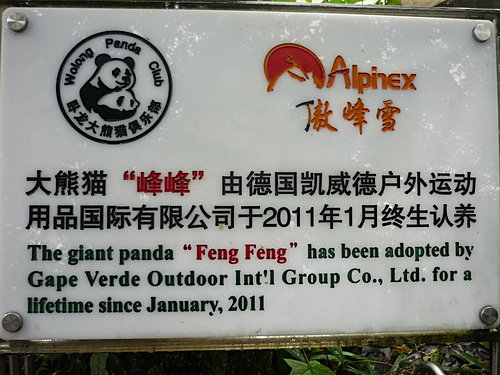 Wolong Panda Club
卧龙大熊猫俱乐部
AlpinEX
傲峰雪
大熊猫“峰峰”由德国凯威德户外运动
用品国际有限公司于2011年1月终生认养
The giant panda “Feng Feng” has been adopted by
Gape Verde Outdoor Int'l Group Co., Ltd. for a
lifetime since January, 2011